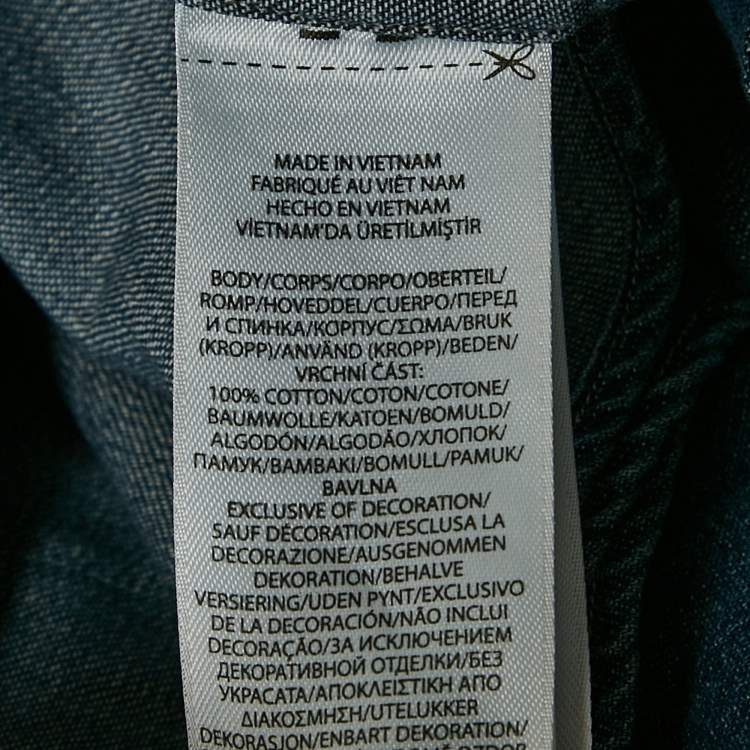 MADE IN VIETNAM
FABRIQUÉ AU VIÊT NAM
HECHO EN VIETNAM
VİETNAM'DA ÜRETİLMİŞTİR
BODY/CORPS/CORPO/OBERTEIL/
ROMP/HOVEDDEL/CUERPO/ПЕРЕД
И СПИНКА/КОРПУС/ΣΩΜΑ/BRUK
(KROPP)/ANVÄND (KROPP)/BEDEN/
VRCHNÍ ČÁST:
100% COTTON/COTON/COTONE/
BAUMWOLLE/KATOEN/BOMULD/
ALGODÓN/ALGODÃO/ХЛОПОК/
ПАМУК/ΒΑΜΒΑΚΙ/BOMULL/PAMUK/
BAVLNA
EXCLUSIVE OF DECORATION/
SAUF DÉCORATION/ESCLUSA LA
DECORAZIONE/AUSGENOMMEN
DEKORATION/BEHALVE
VERSIERING/UDEN PYNT/EXCLUSIVO
DE LA DECORACIÓN/NÃO INCLUI
DECORAÇÃO/ЗА ИСКЛЮЧЕНИЕМ
ДЕКОРАТИВНОЙ ОТДЕЛКИ/БЕЗ
УКРАСАТА/ΑΠΟΚΛΕΙΣΤΙΚΗ ΑΠΟ
ΔΙΑΚΟΣΜΗΣΗ/UTELUKKER
DEKORASJON/ENBART DEKORATION/